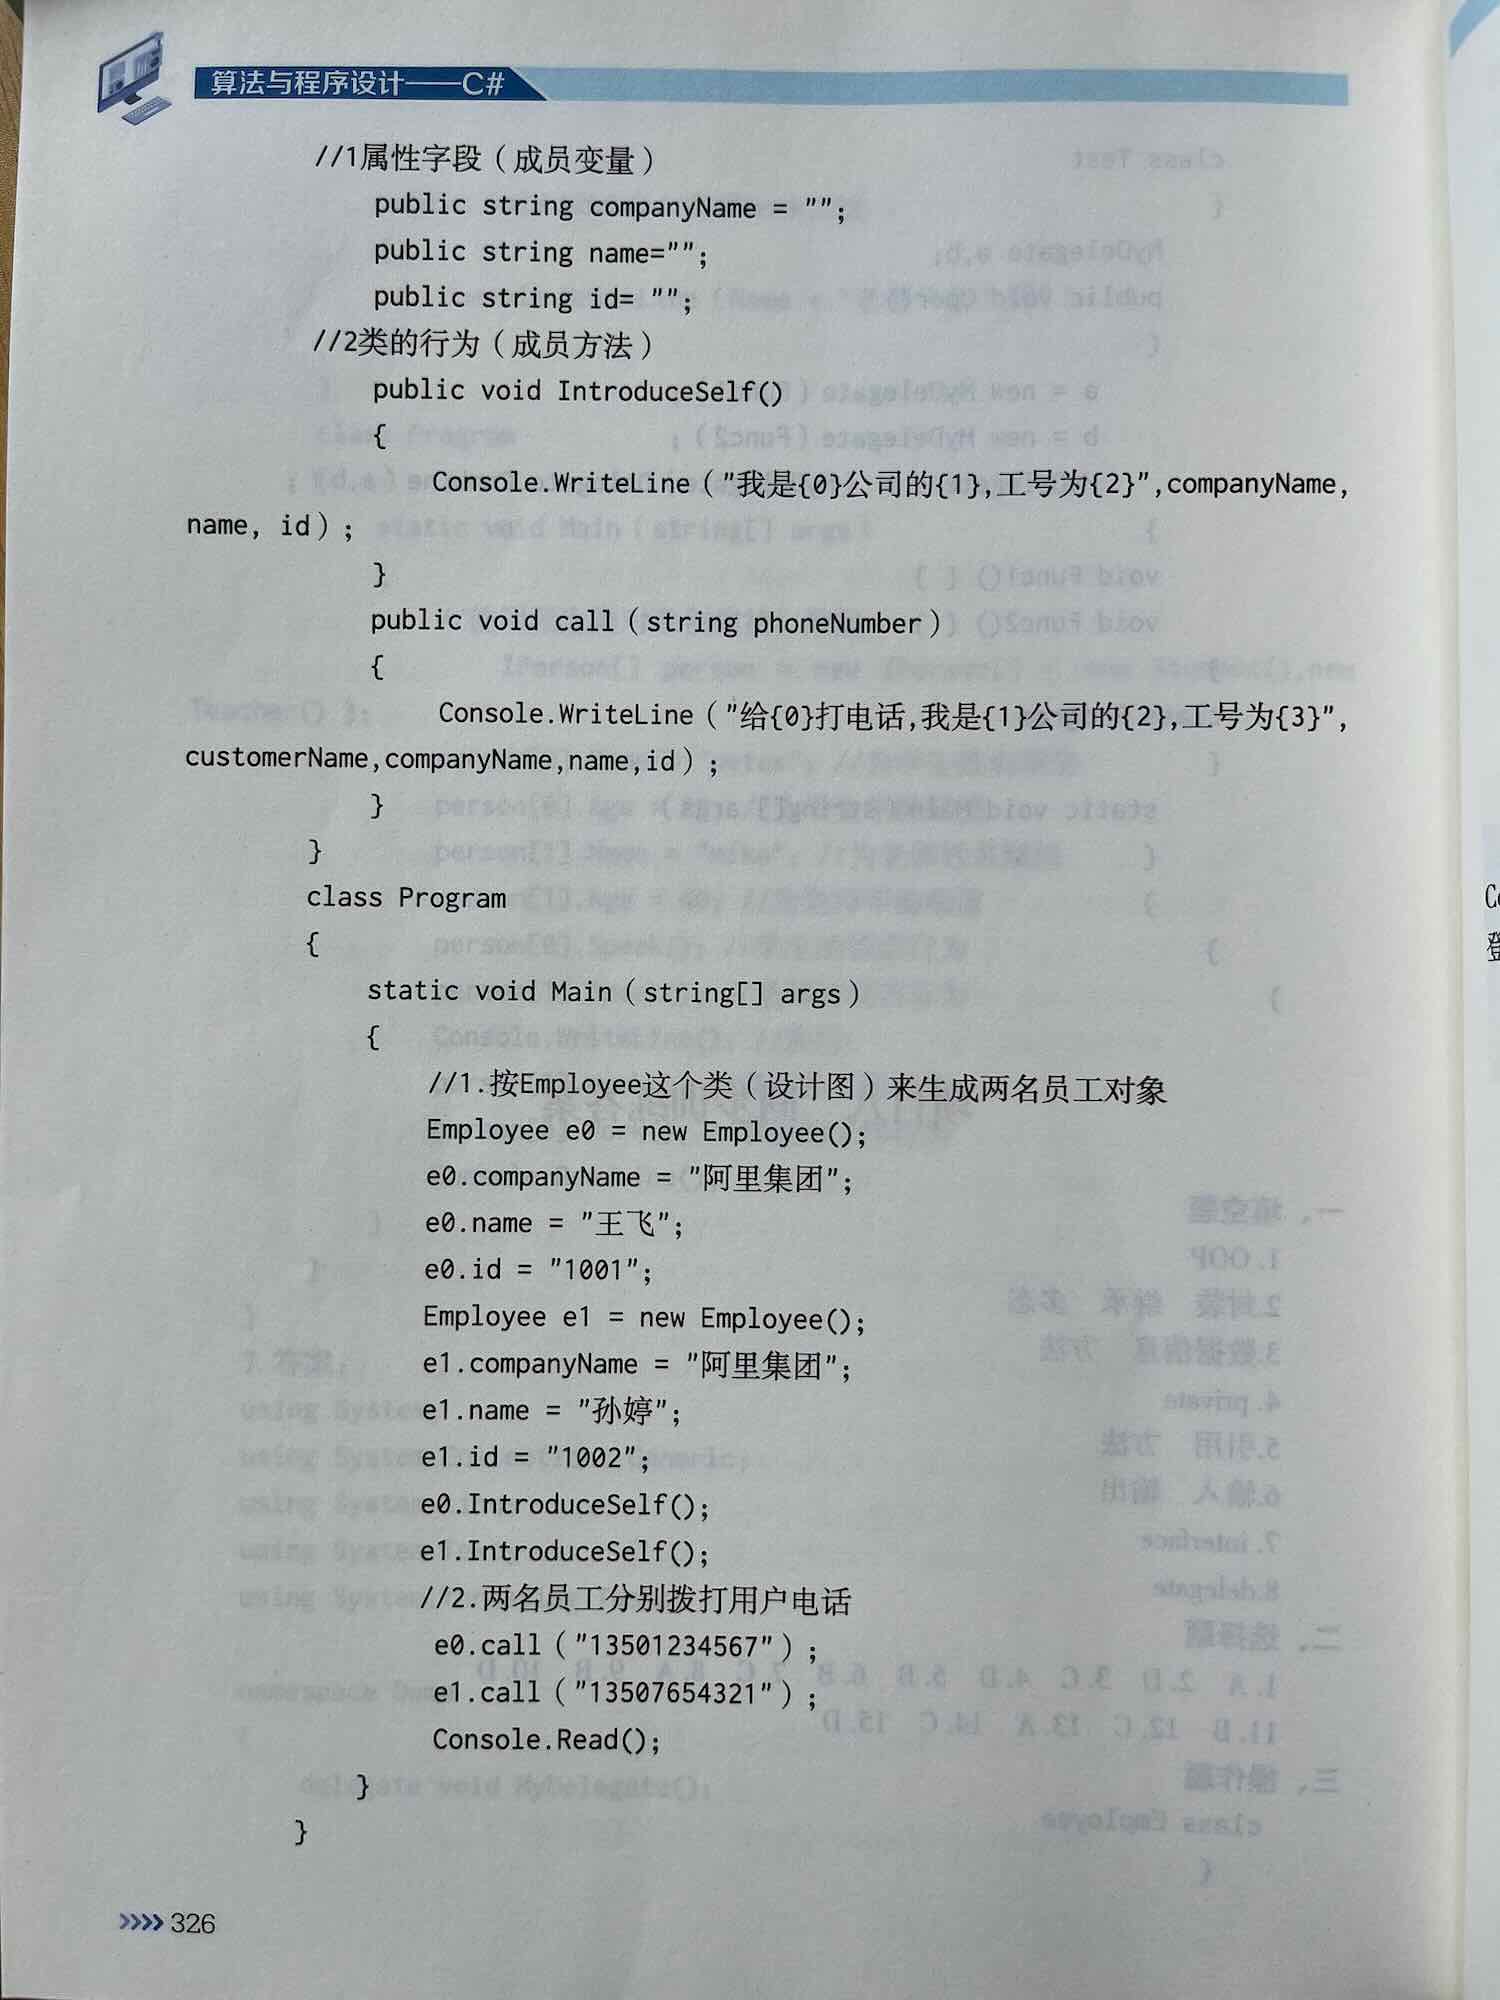 算法与程序设计——C#
//1属性字段（成员变量）
public string companyName = "";
public string name="";
public string id= "";
//2类的行为（成员方法）
public void IntroduceSelf()
{
Console.WriteLine（"我是{0}公司的{1},工号为{2}",companyName,
name, id）;
}
public void call（string phoneNumber）
{
Console.WriteLine（"给{0}打电话,我是{1}公司的{2},工号为{3}",
customerName,companyName,name,id）;
}
}
class Program
{
static void Main（string[] args）
{
//1.按Employee这个类（设计图）来生成两名员工对象
Employee e0 = new Employee();
e0.companyName = "阿里集团";
e0.name = "王飞";
e0.id = "1001";
Employee e1 = new Employee();
e1.companyName = "阿里集团";
e1.name = "孙婷";
e1.id = "1002";
e0.IntroduceSelf();
e1.IntroduceSelf();
//2.两名员工分别拨打用户电话
e0.call（"13501234567"）;
e1.call（"13507654321"）;
Console.Read();
}
}
>>>> 326